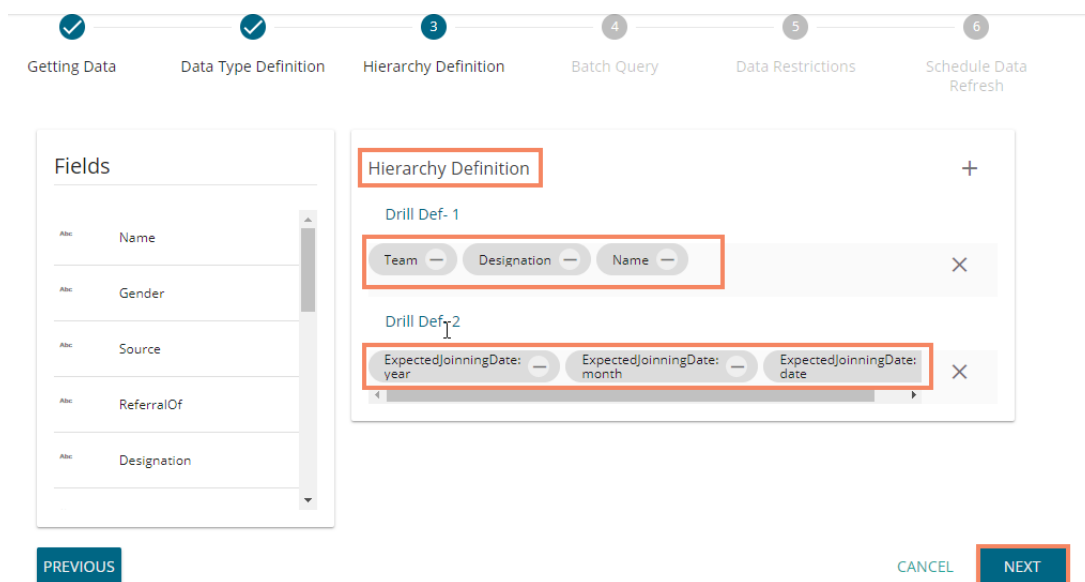 3 4 5 6
Getting Data Data Type Definition Hierarchy Definition Batch Query Data Restrictions Schedule Data
Refresh
Fields
Abc Name
Abc Gender
Abc Source
Abc ReferralOf
Abc Designation
Hierarchy Definition
Drill Def- 1
Team Designation Name
Drill Def- 2
ExpectedJoinningDate: ExpectedJoinningDate: ExpectedJoinningDate:
year month date
PREVIOUS CANCEL NEXT